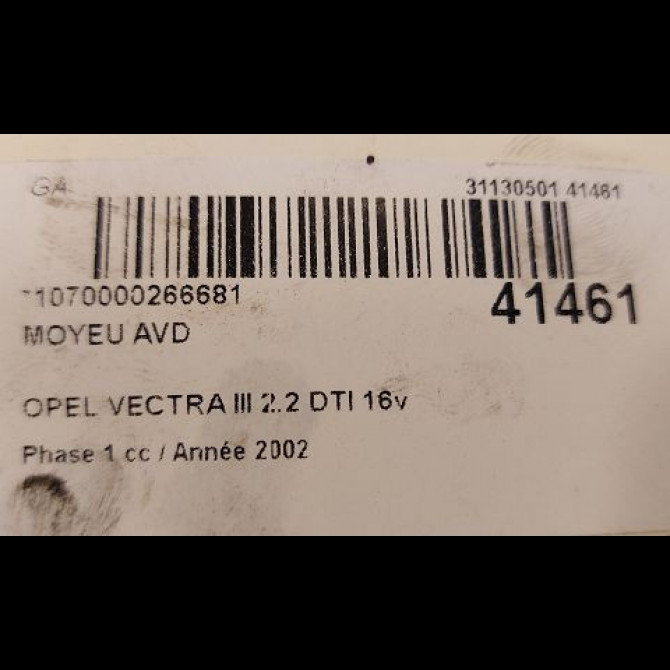 GA 31130501 41461
*1070000266681 41461
MOYEU AVD
OPEL VECTRA III 2.2 DTI 16v
Phase 1 cc / Année 2002